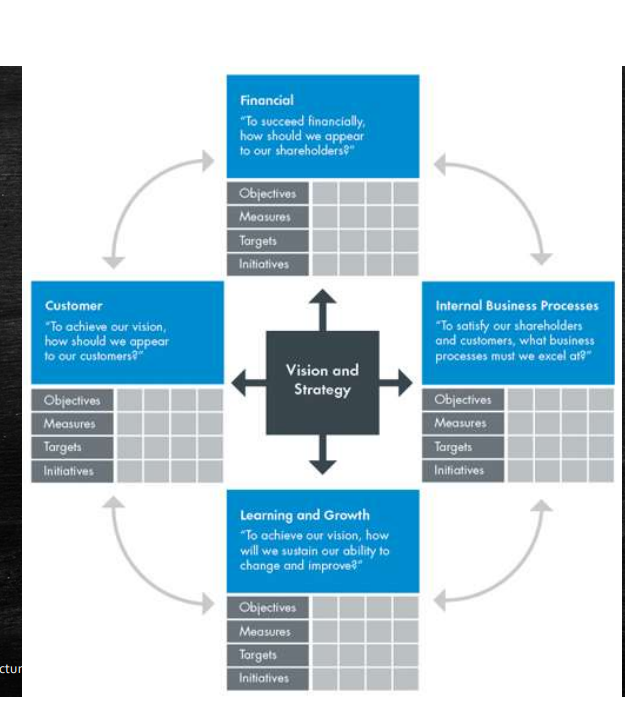 Financial
"To succeed financially,
how should we appear
to our shareholders?"
Objectives
Measures
Targets
Initiatives
Customer
"To achieve our vision,
how should we appear
to our customers?"
Objectives
Measures
Targets
Initiatives
Vision and
Strategy
Internal Business Processes
"To satisfy our shareholders
and customers, what business
processes must we excel at?"
Objectives
Measures
Targets
Initiatives
Learning and Growth
"To achieve our vision, how
will we sustain our ability to
change and improve?"
Objectives
Measures
Targets
Initiatives